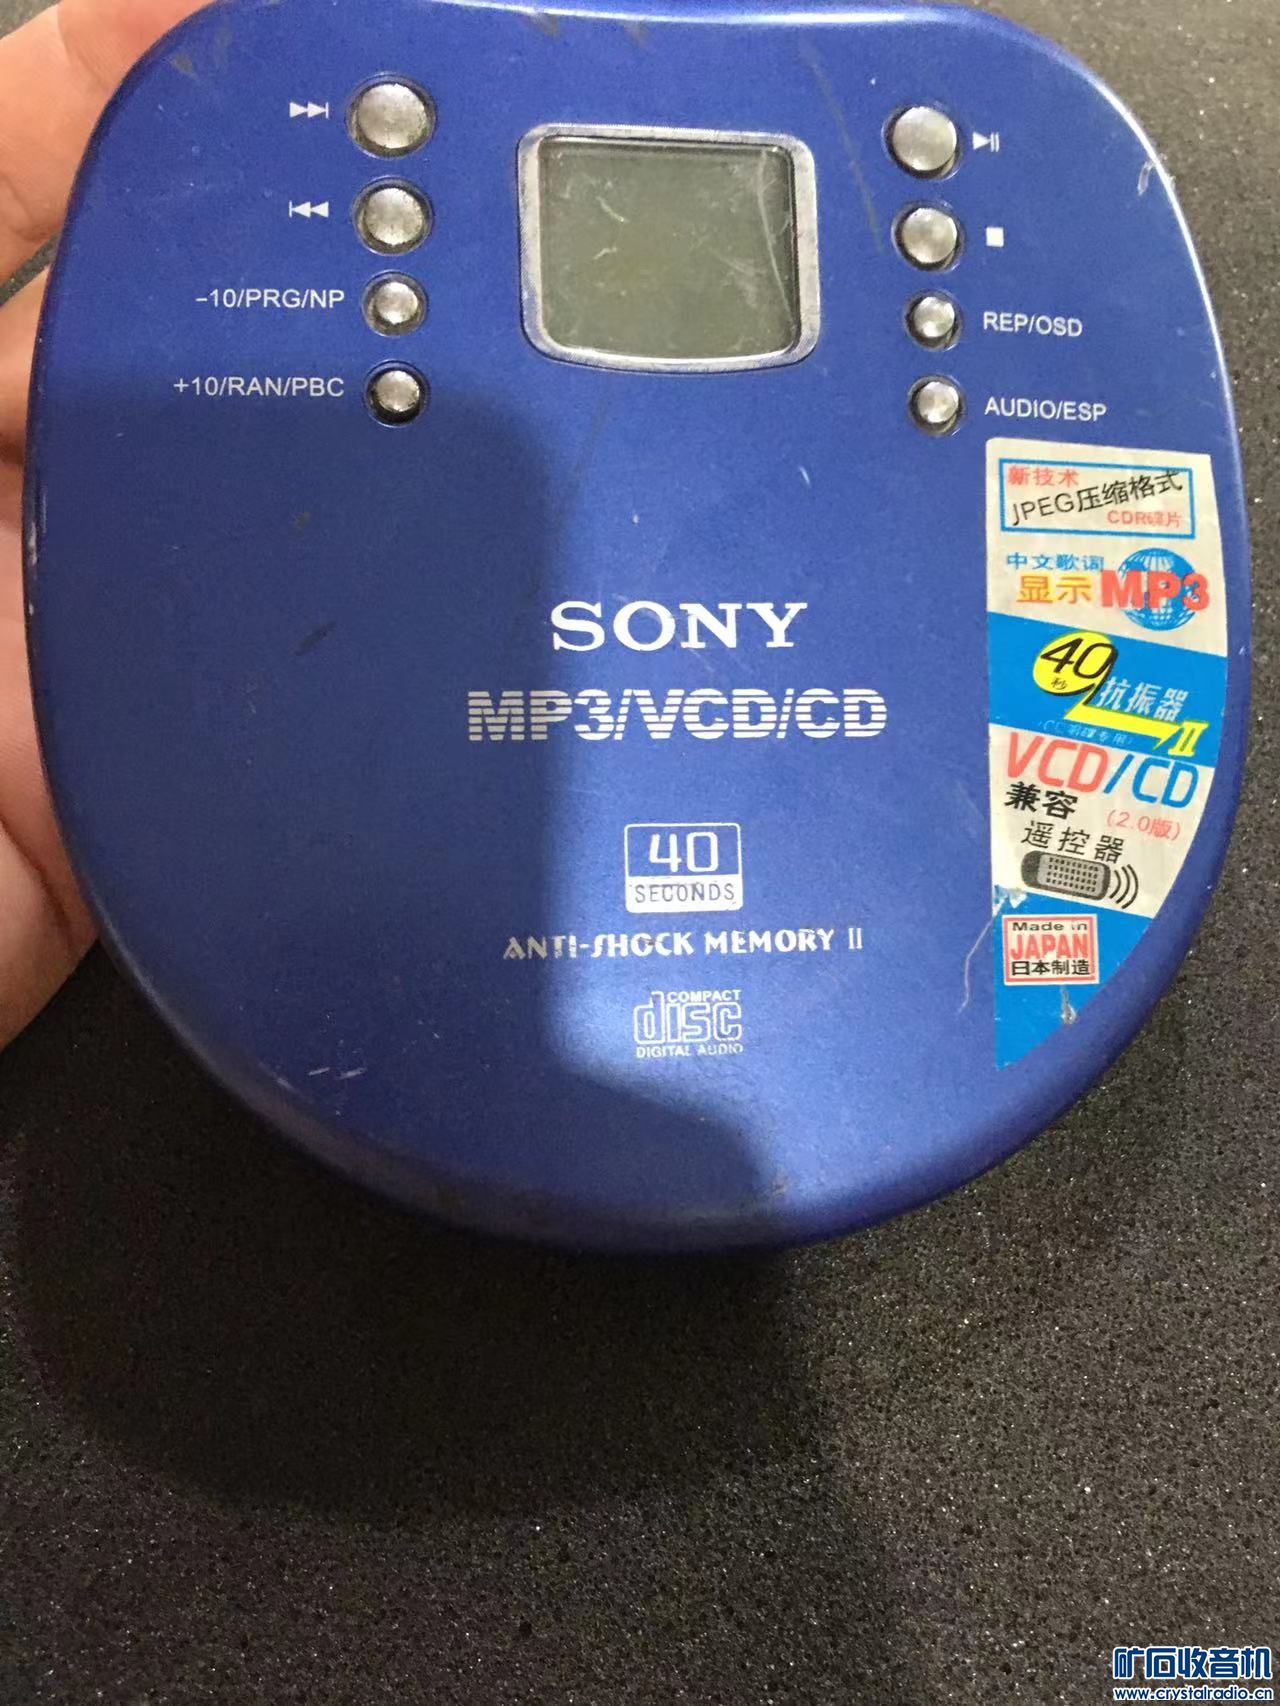 -10/PRG/NP
+10/RAN/PBC
REP/OSD
AUDIO/ESP
SONY
MP3/VCD/CD
40
SECONDS
ANTI-SHOCK MEMORY II
COMPACT
disc
DIGITAL AUDIO
新技术
JPEG压缩格式
CDR碟片
中文歌词
显示MP3
40秒
抗振器
II
VCD/CD
兼容
(2.0版)
遥控器
Made in
JAPAN
日本制造
矿石收音机
www.crystalradio.cn